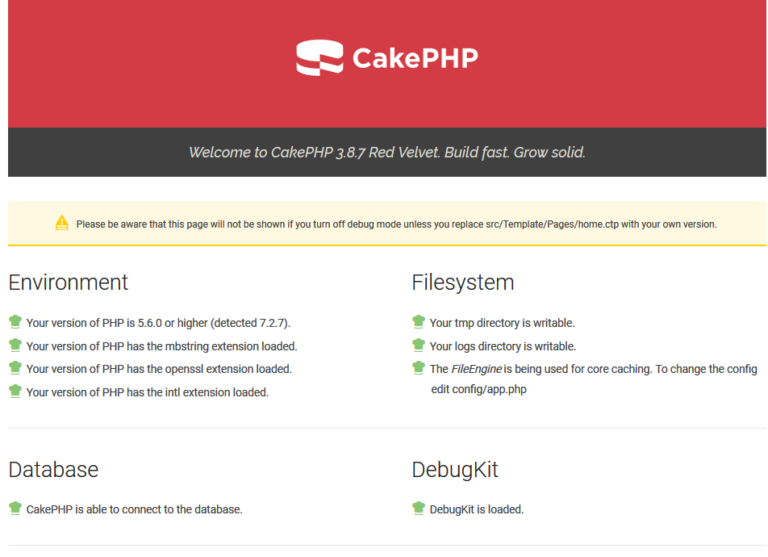 CakePHP
Welcome to CakePHP 3.8.7 Red Velvet. Build fast. Grow solid.
Please be aware that this page will not be shown if you turn off debug mode unless you replace src/Template/Pages/home.ctp with your own version.
Environment
Your version of PHP is 5.6.0 or higher (detected 7.2.7).
Your version of PHP has the mbstring extension loaded.
Your version of PHP has the openssl extension loaded.
Your version of PHP has the intl extension loaded.
Filesystem
Your tmp directory is writable.
Your logs directory is writable.
The FileEngine is being used for core caching. To change the config
edit config/app.php
Database
CakePHP is able to connect to the database.
DebugKit
DebugKit is loaded.